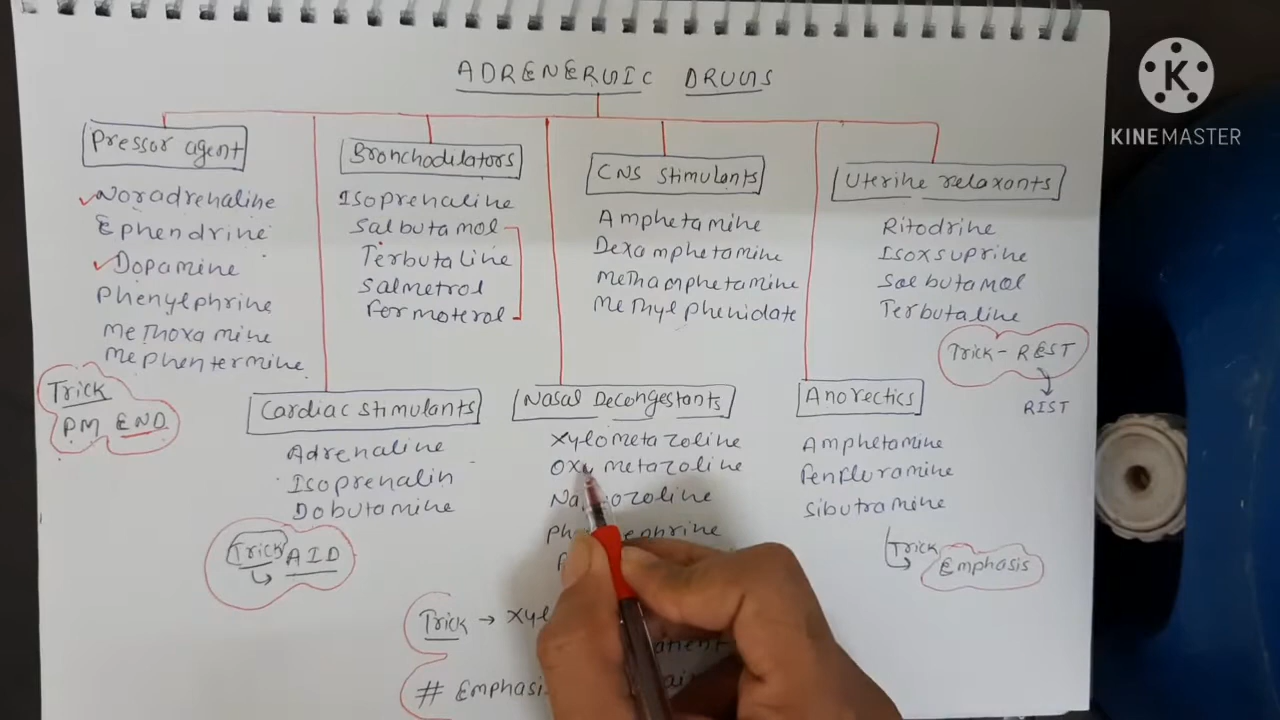 ADRENERGIC DRUGS
K
KINEMASTER
Pressor agent
Noradrenaline
Ephendrine
Dopamine
Phenylphrine
Methoxamine
Mephentermine
Trick
PM END
Bronchodilators
Isoprenaline
Salbutamol
Terbutaline
Salmetrol
Formoterol
CNS stimulants
Amphetamine
Dexamphetamine
Methamphetamine
Methylphenidate
Uterine relaxants
Ritodrine
Isoxsuprine
Salbutamol
Terbutaline
Trick - REST
RIST
Cardiac stimulants
Adrenaline
Isoprenalin
Dobutamine
Trick
AID
Nasal Decongestants
Xylometazoline
Oxymetazoline
Anorectics
Amphetamine
Fenfluramine
Sibutramine
Trick
Emphasis
Trick →
#